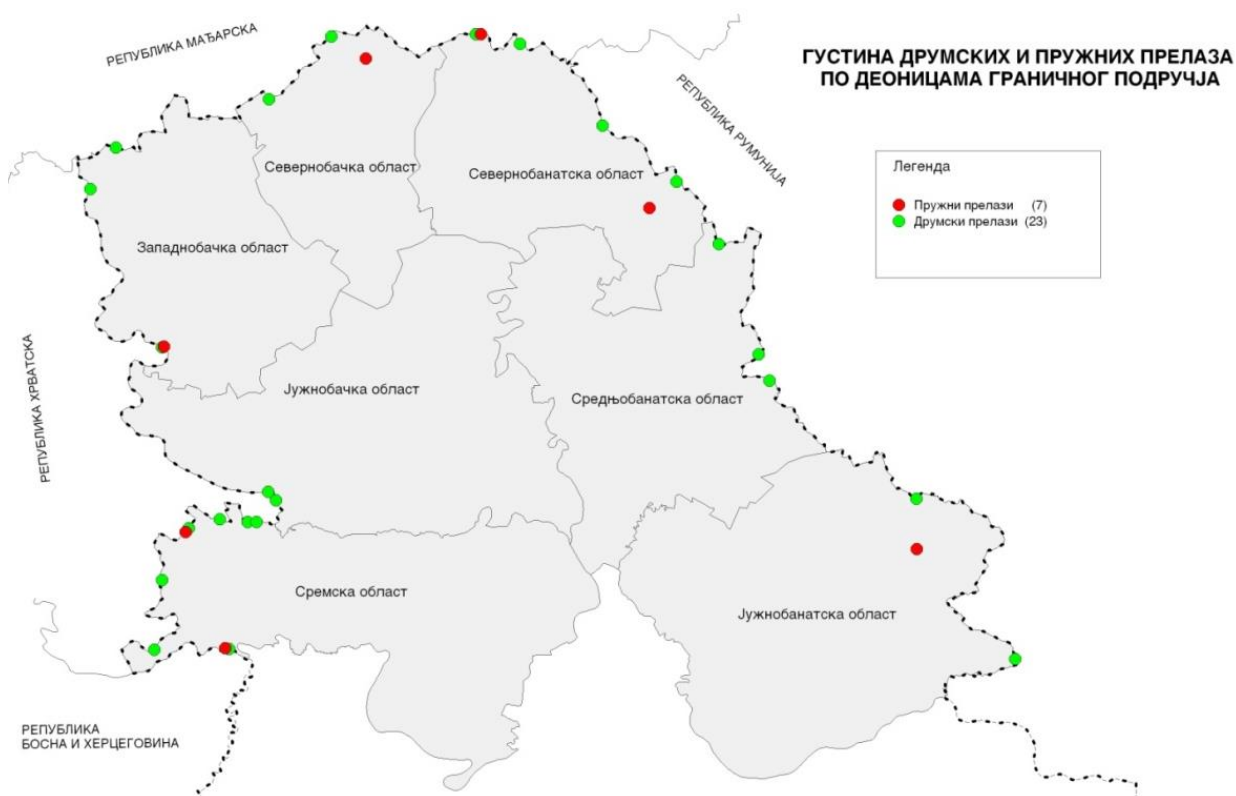 ГУСТИНА ДРУМСКИХ И ПРУЖНИХ ПРЕЛАЗА
ПО ДЕОНИЦАМА ГРАНИЧНОГ ПОДРУЧЈА
Легенда
Пружни прелази (7)
Друмски прелази (23)
РЕПУБЛИКА МАЂАРСКА
РЕПУБЛИКА РУМУНИЈА
Севернобачка област
Севернобанатска област
Западнобачка област
РЕПУБЛИКА ХРВАТСКА
Јужнобачка област
Средњобанатска област
Сремска област
Јужнобанатска област
РЕПУБЛИКА
БОСНА И ХЕРЦЕГОВИНА